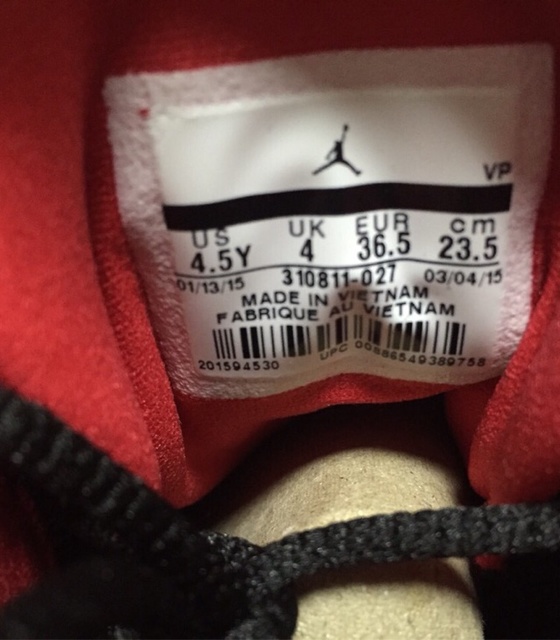 VP
US UK EUR cm
4.5Y 4 36.5 23.5
01/13/15 310811-027 03/04/15
MADE IN VIETNAM
FABRIQUE AU VIETNAM
201594530 UPC 00886549389758